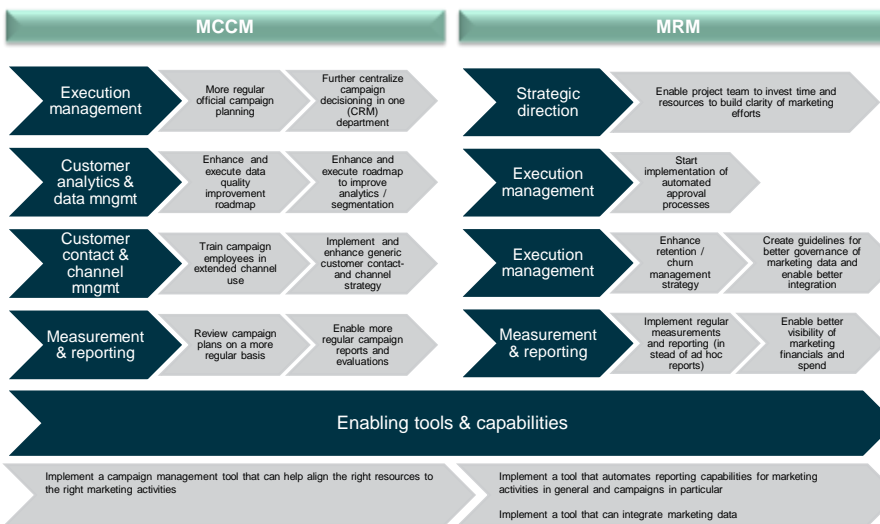 MCCM
Execution
management
More regular
official campaign
planning
Further centralize
campaign
decisioning in one
(CRM)
department
Customer
analytics &
data mngmt
Enhance and
execute data
quality
improvement
roadmap
Enhance and
execute roadmap
to improve
analytics /
segmentation
Customer
contact &
channel
mngmt
Train campaign
employees in
extended channel
use
Implement and
enhance generic
customer contact-
and channel
strategy
Measurement
& reporting
Review campaign
plans on a more
regular basis
Enable more
regular campaign
reports and
evaluations
MRM
Strategic
direction
Enable project team to invest time and
resources to build clarity of marketing
efforts
Execution
management
Start
implementation of
automated
approval
processes
Execution
management
Enhance
retention /
churn
management
strategy
Create guidelines for
better governance of
marketing data and
enable better
integration
Measurement
& reporting
Implement regular
measurements
and reporting (in
stead of ad hoc
reports)
Enable better
visibility of
marketing
financials and
spend
Enabling tools & capabilities
Implement a campaign management tool that can help align the right resources to
the right marketing activities
Implement a tool that automates reporting capabilities for marketing
activities in general and campaigns in particular
Implement a tool that can integrate marketing data